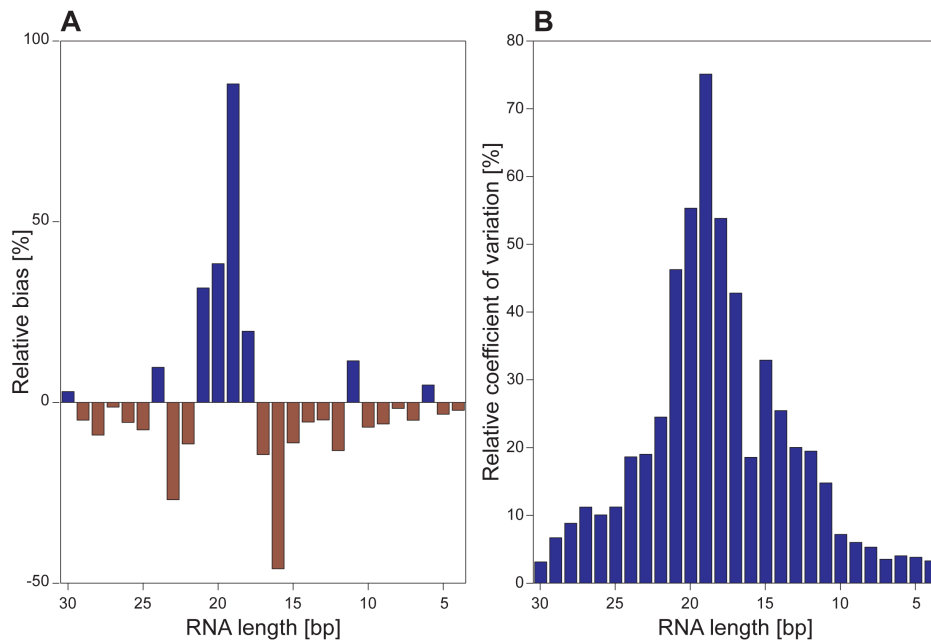 A
Relative bias [%]
100
50
0
-50
30 25 20 15 10 5
RNA length [bp]
B
Relative coefficient of variation [%]
80
70
60
50
40
30
20
10
0
30 25 20 15 10 5
RNA length [bp]